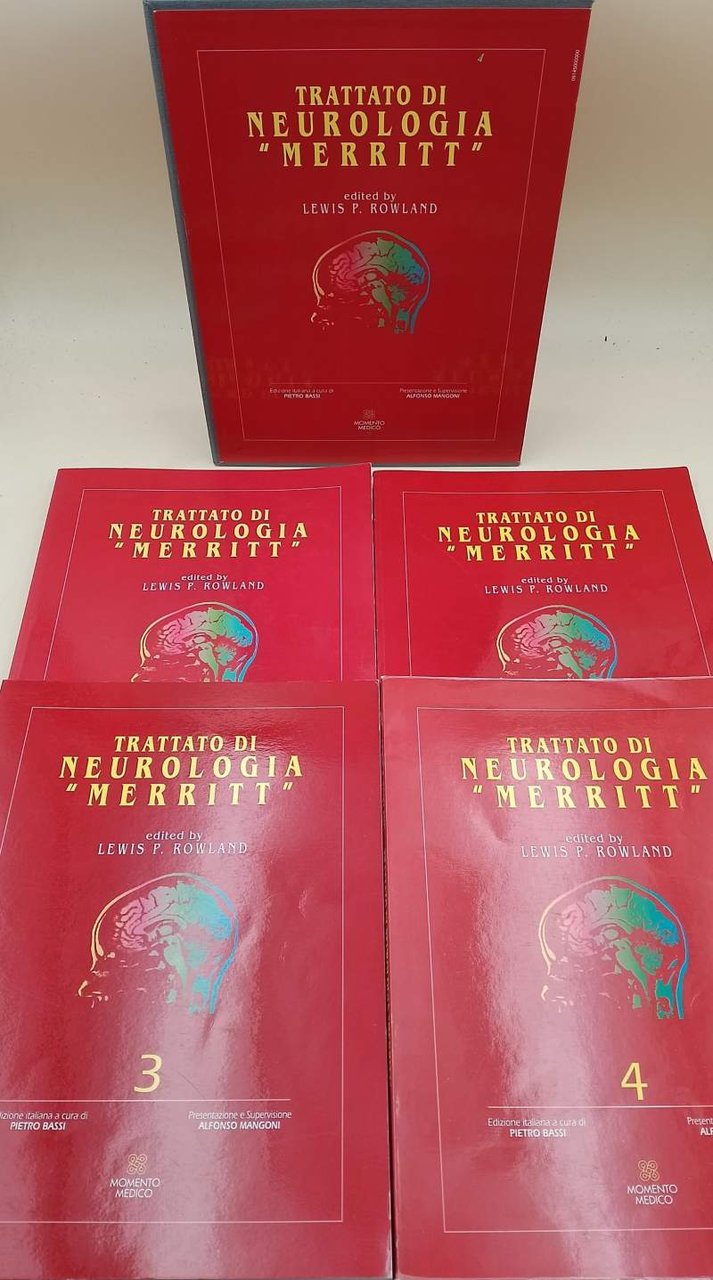 TRATTATO DI
NEUROLOGIA
"MERRITT"
edited by
LEWIS P. ROWLAND
Edizione italiana a cura di
PIETRO BASSI
Presentazione e Supervisione
ALFONSO MANGONI
MOMENTO
MEDICO
TRATTATO DI
NEUROLOGIA
"MERRITT"
edited by
LEWIS P. ROWLAND
TRATTATO DI
NEUROLOGIA
"MERRITT"
edited by
LEWIS P. ROWLAND
TRATTATO DI
NEUROLOGIA
"MERRITT"
edited by
LEWIS P. ROWLAND
3
dizione italiana a cura di
PIETRO BASSI
Presentazione e Supervisione
ALFONSO MANGONI
MOMENTO
MEDICO
TRATTATO DI
NEUROLOGIA
"MERRITT"
edited by
LEWIS P. ROWLAND
4
Edizione italiana a cura di
PIETRO BASSI
Present
ALF
MOMENTO
MEDICO